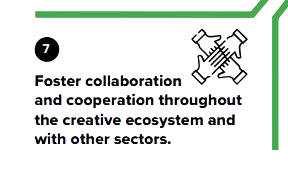 7
Foster collaboration
and cooperation throughout
the creative ecosystem and
with other sectors.